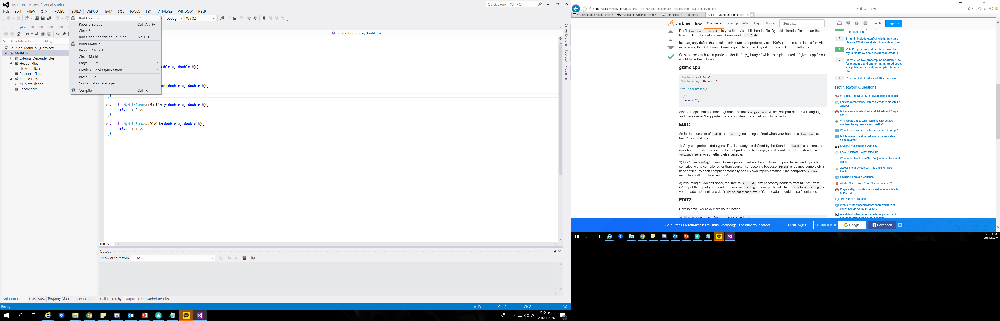 MathLib - Microsoft Visual Studio
Quick Launch (Ctrl+Q)
FILE EDIT VIEW QT5 PROJECT BUILD DEBUG TEAM SQL TOOLS TEST ANALYZE WINDOW HELP
Debug Win32
Solution Explorer
Search Solution Explorer (Ctrl+;)
Solution 'MathLib' (1 project)
MathLib
External Dependencies
Header Files
MathLib.h
Resource Files
Source Files
MathLib.cpp
ReadMe.txt
Build Solution F7
Rebuild Solution Ctrl+Alt+F7
Clean Solution
Run Code Analysis on Solution Alt+F11
Build MathLib
Rebuild MathLib
Clean MathLib
Project Only
Profile Guided Optimization
Batch Build...
Configuration Manager...
Compile Ctrl+F7
Subtract(double a, double b)
uble a, double b){
ct(double a, double b){
}
double MyMathFuncs::Multiply(double a, double b){
return a * b;
}
double MyMathFuncs::Divide(double a, double b){
return a / b;
}
100 %
Server Explorer
Toolbox
Properties
Output
Show output from: Build
Solution Expl... Class View Property Man... Team Explorer Call Hierarchy Output Find Symbol Results
Ready Ln 13 Col 2 Ch 2 INS
TALK
A
오후 4:30
2018-02-26
4
https://stackoverflow.com/questions/4181178/using-precompiled-headers-with-a-static-library-project
검색...
Walkthrough: Creating and Us... Static and Dynamic Libraries Compilers - C++ Tutorials c++ - Using precompiled h...
stackoverflow Questions Developer Jobs Tags Users Search... Log In Sign Up
Don't #include "stdafx.h" in your library's public header file. By public header file, I mean the
header file that clients of your library would #include.
4
Instead, only define the absolute minimum, and preferably use 100% portable code in this file. Also
avoid using the STL if your library is going to be used by different compilers or platforms.
So suppose you have a public header file "my_library.h" which is implemented in "gizmo.cpp." You
would have the following:
gizmo.cpp
#include "stdafx.h"
#include "my_library.h"
int GizmoTronic()
{
// ...
return 42;
}
Also, off-topic, but use macro guards and not #pragma once which isn't part of the C++ language,
and therefore isn't supported by all compilers. It's a bad habit to get in to.
EDIT:
As for the question of DWORD and string not being defined when your header is #include -ed, I
have 3 suggestions:
1) Only use portable datatypes. That is, datatypes defined by the Standard. DWORD is a microsoft
invention (from decades ago). It is not part of the language, and it is not portable. Instead, use
unsigned long or something else suitable.
2) Don't use string in your library's public interface if your library is going to be used by code
compiled with a compiler other than yours. The reason is because string is defined completely in
header files, so each compiler potentially has it's own implementation. One compiler's string
might look different from another's.
3) Assuming #2 doesn't apply, feel free to #include any necesarry headers from the Standard
Library at the top of your header. If you use string in your public interface, #include <string> in
your header. (Just please don't using namespace std ). Your header should be self-contained.
EDIT2:
Here is how I would declare your function:
void MyFunc(unsigned long a, const char* b);
of project files
1 Should I include stdafx.h within my static
library? What format should my library be?
1 VS2012 precompiled headers: how does
my .h file know about includes in stdafx.h?
3 How to use two precompiled headers. One
for managed and one for unmanaged code.
xxx.pch is not a valid precompiled header
file
1 Precompiled Headers IntelliSense Error
Hot Network Questions
Why does the Death Star have a trash compactor?
Leaving a conference immediately after presenting
a paper?
Is there an equivalent to Level Adjustment (LA) in
5e?
Why would a race with high longevity but low
numbers be aggressive and warlike?
Were there inns and hostels in medieval Europe?
Is this image of a skier skinning up a very steep
slope rotated?
NGINX Not Resolving Domains
Easy Riddles #5: What thing am I?
What is the function of \kern\z@ in the definition of
\dotfill?
access the array object inside a higher order
function
Locking up around workmen
what is "the Leavers" and "the Remainers"?
Players skipping side quests just to have a laugh
at the DM
"Mir war nicht danach."
What are the standard genre characteristics of
contemporary women's fantasy
Are violent video games a better explanation of
school shootings than access to guns?
Join Stack Overflow to learn, share knowledge, and build your career. Email Sign Up OR SIGN IN WITH Google Facebook
TALK
오후 4:30
2018-02-26